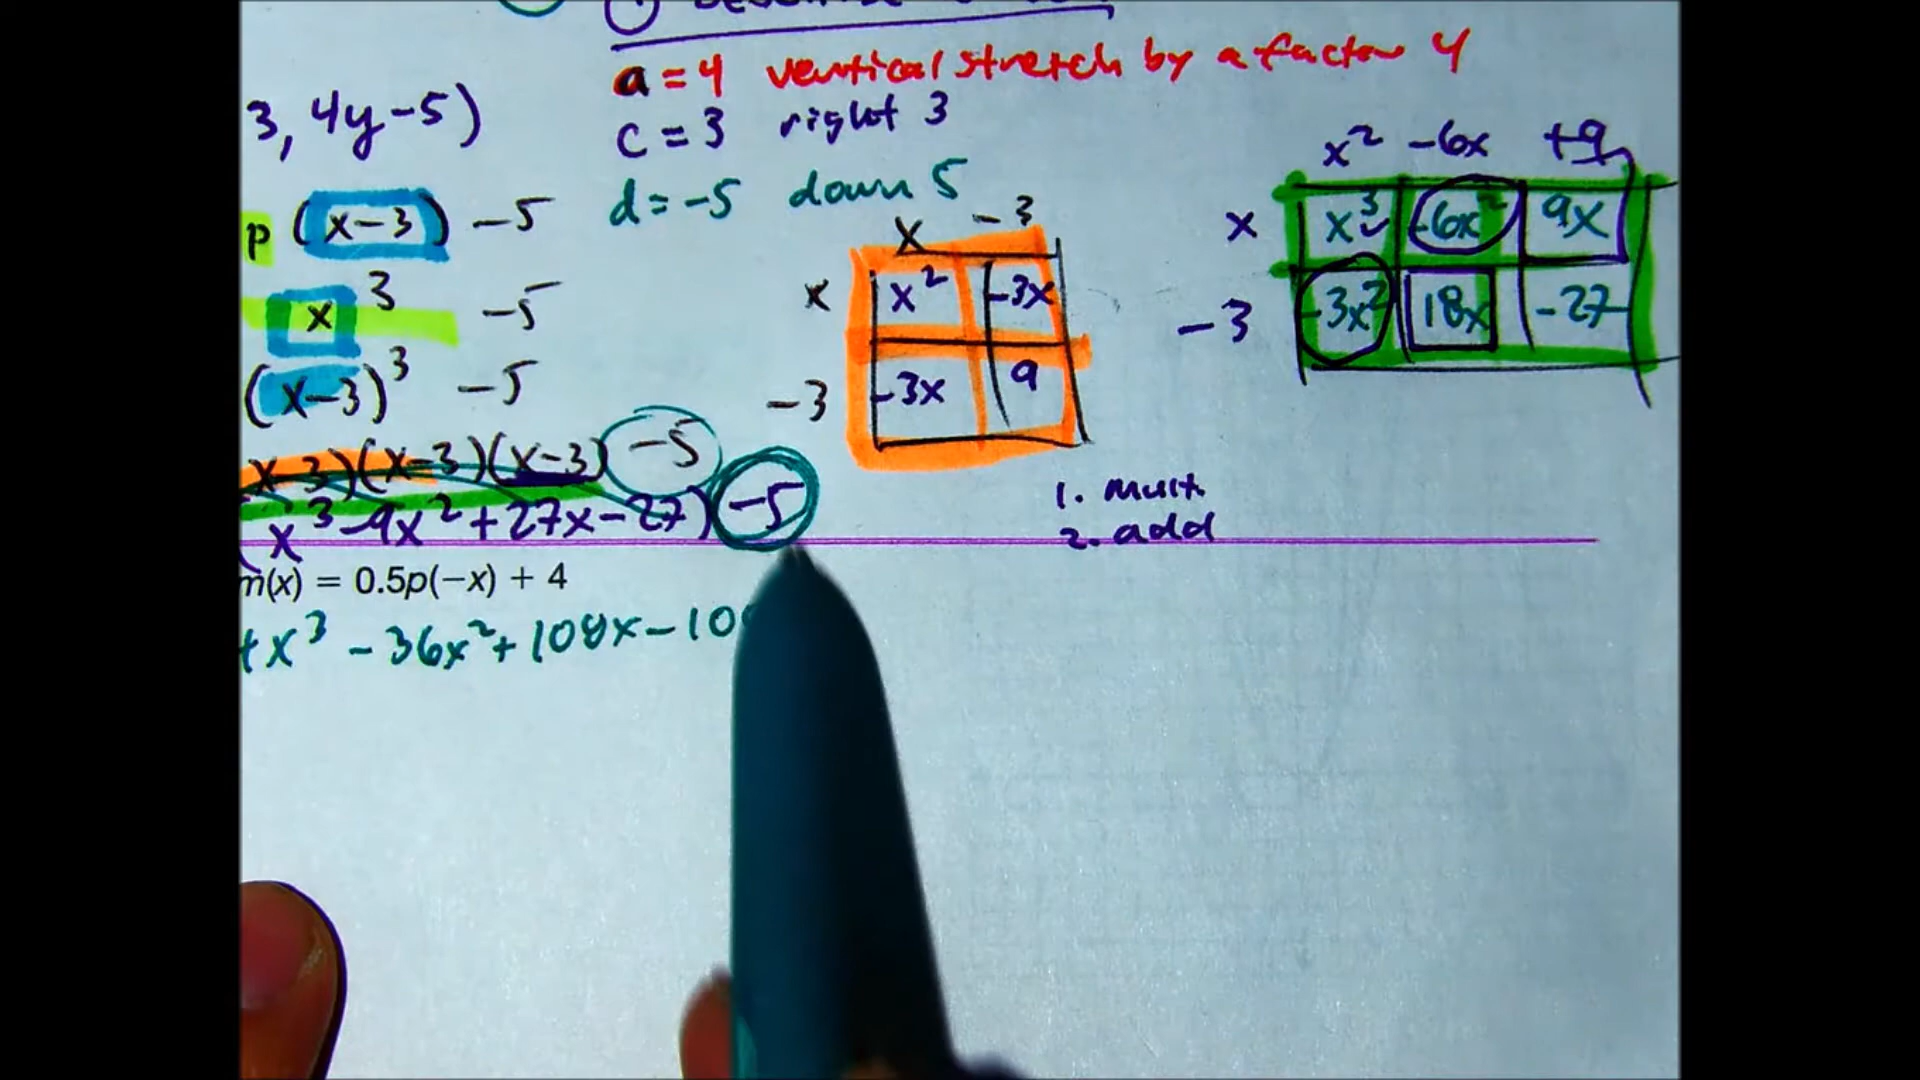 a = 4 vertical stretch by a factor 4
3, 4y-5)
c = 3 right 3
d = -5 down 5
p (x-3) -5
x³ -5
(x-3)³ -5
x-3)(x-3)(x-3) -5
x³-9x²+27x-27) -5
x -3
x x² -3x
-3 -3x 9
x² -6x +9
x x³ -6x² 9x
-3 -3x² 18x -27
1. mult.
2. add
m(x) = 0.5p(−x) + 4
x³ - 36x² + 108x - 10